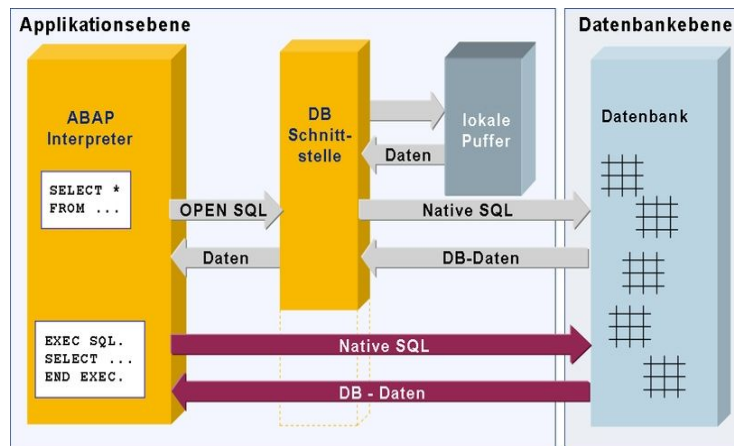 Applikationsebene
Datenbankebene
ABAP
Interpreter
SELECT *
FROM ...
OPEN SQL
Daten
DB
Schnitt-
stelle
lokale
Puffer
Daten
Native SQL
DB-Daten
Datenbank
EXEC SQL.
SELECT ...
END EXEC.
Native SQL
DB - Daten